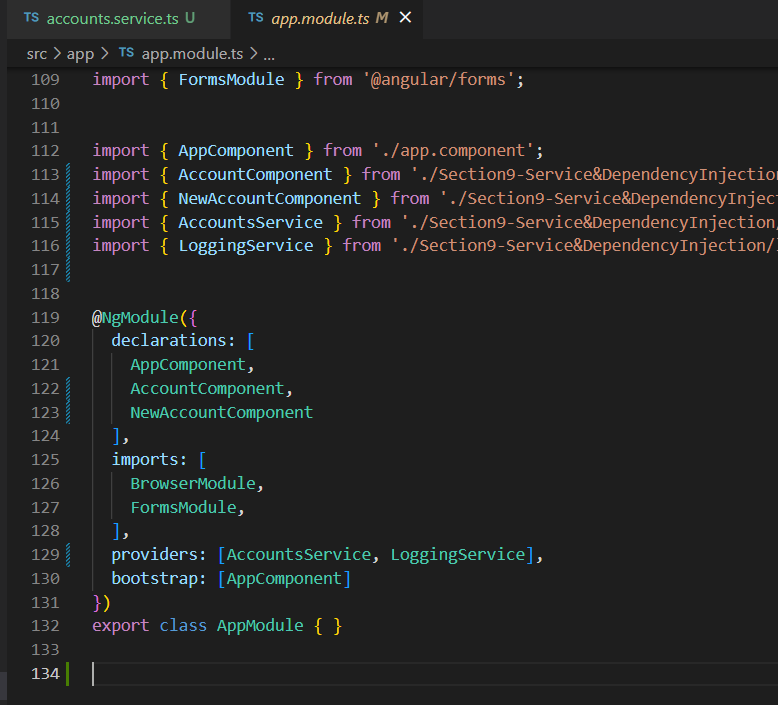 TS accounts.service.ts U
TS app.module.ts M ×
src > app > TS app.module.ts > ...
109 import { FormsModule } from '@angular/forms';
110
111
112 import { AppComponent } from './app.component';
113 import { AccountComponent } from './Section9-Service&DependencyInjection
114 import { NewAccountComponent } from './Section9-Service&DependencyInject
115 import { AccountsService } from './Section9-Service&DependencyInjection/
116 import { LoggingService } from './Section9-Service&DependencyInjection/
117
118
119 @NgModule({
120 declarations: [
121 AppComponent,
122 AccountComponent,
123 NewAccountComponent
124 ],
125 imports: [
126 BrowserModule,
127 FormsModule,
128 ],
129 providers: [AccountsService, LoggingService],
130 bootstrap: [AppComponent]
131 })
132 export class AppModule { }
133
134